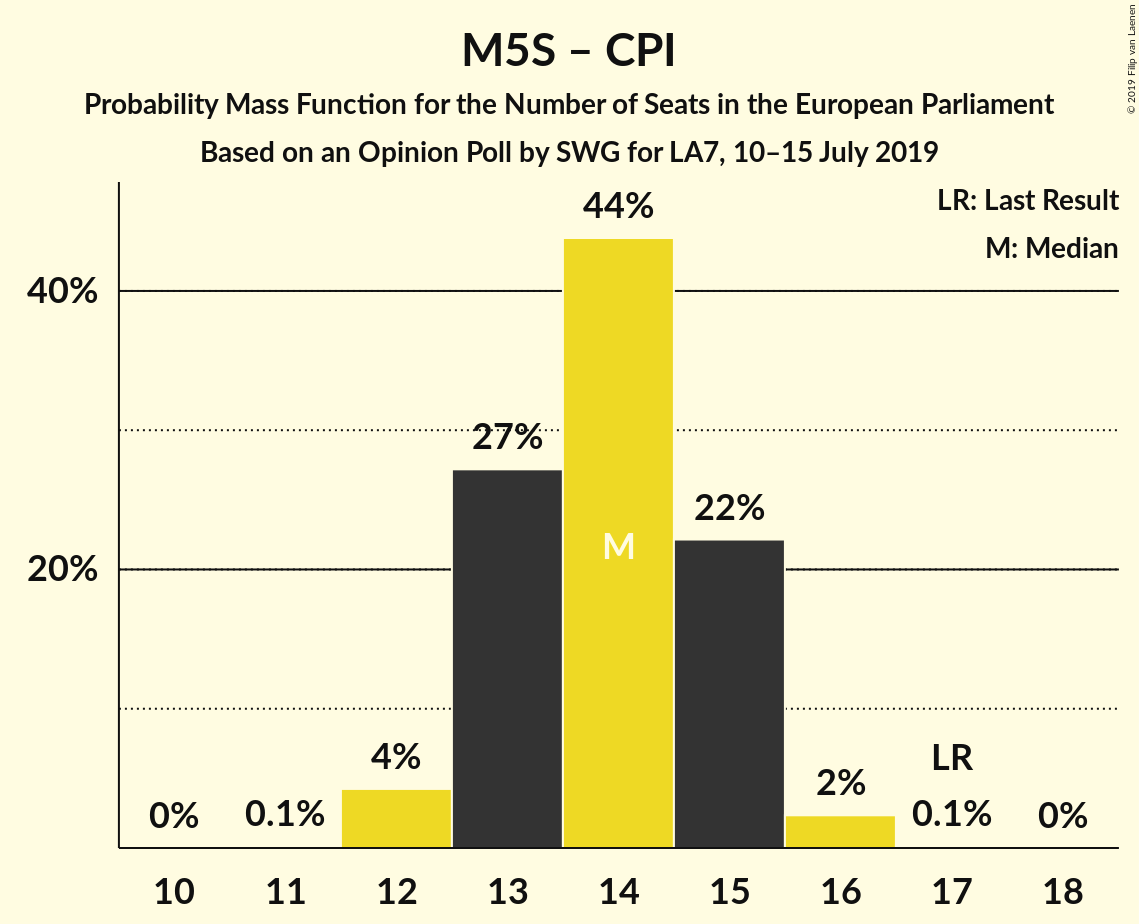 M5S – CPI
Probability Mass Function for the Number of Seats in the European Parliament
Based on an Opinion Poll by SWG for LA7, 10–15 July 2019
© 2019 Filip van Laenen
LR: Last Result
M: Median
44%
40%
27%
22%
M
20%
4%
2%
LR
0%
0.1%
0.1%
0%
10 11 12 13 14 15 16 17 18